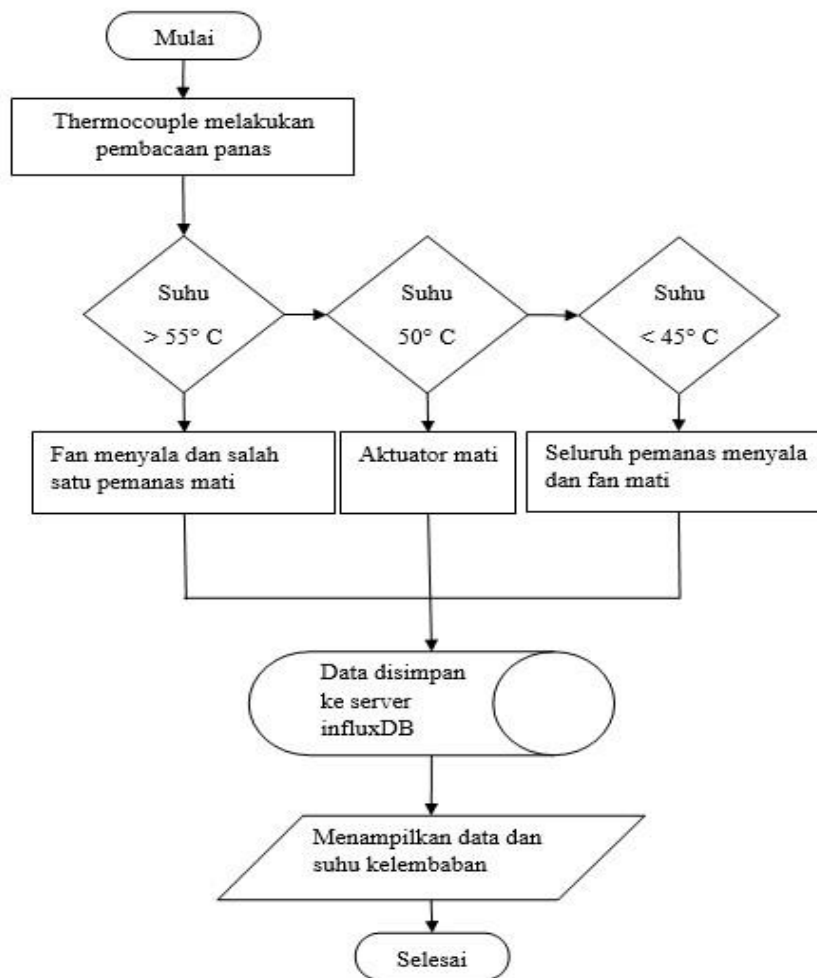 Mulai
Thermocouple melakukan
pembacaan panas
Suhu
> 55° C
Suhu
50° C
Suhu
< 45° C
Fan menyala dan salah
satu pemanas mati
Aktuator mati
Seluruh pemanas menyala
dan fan mati
Data disimpan
ke server
influxDB
Menampilkan data dan
suhu kelembaban
Selesai